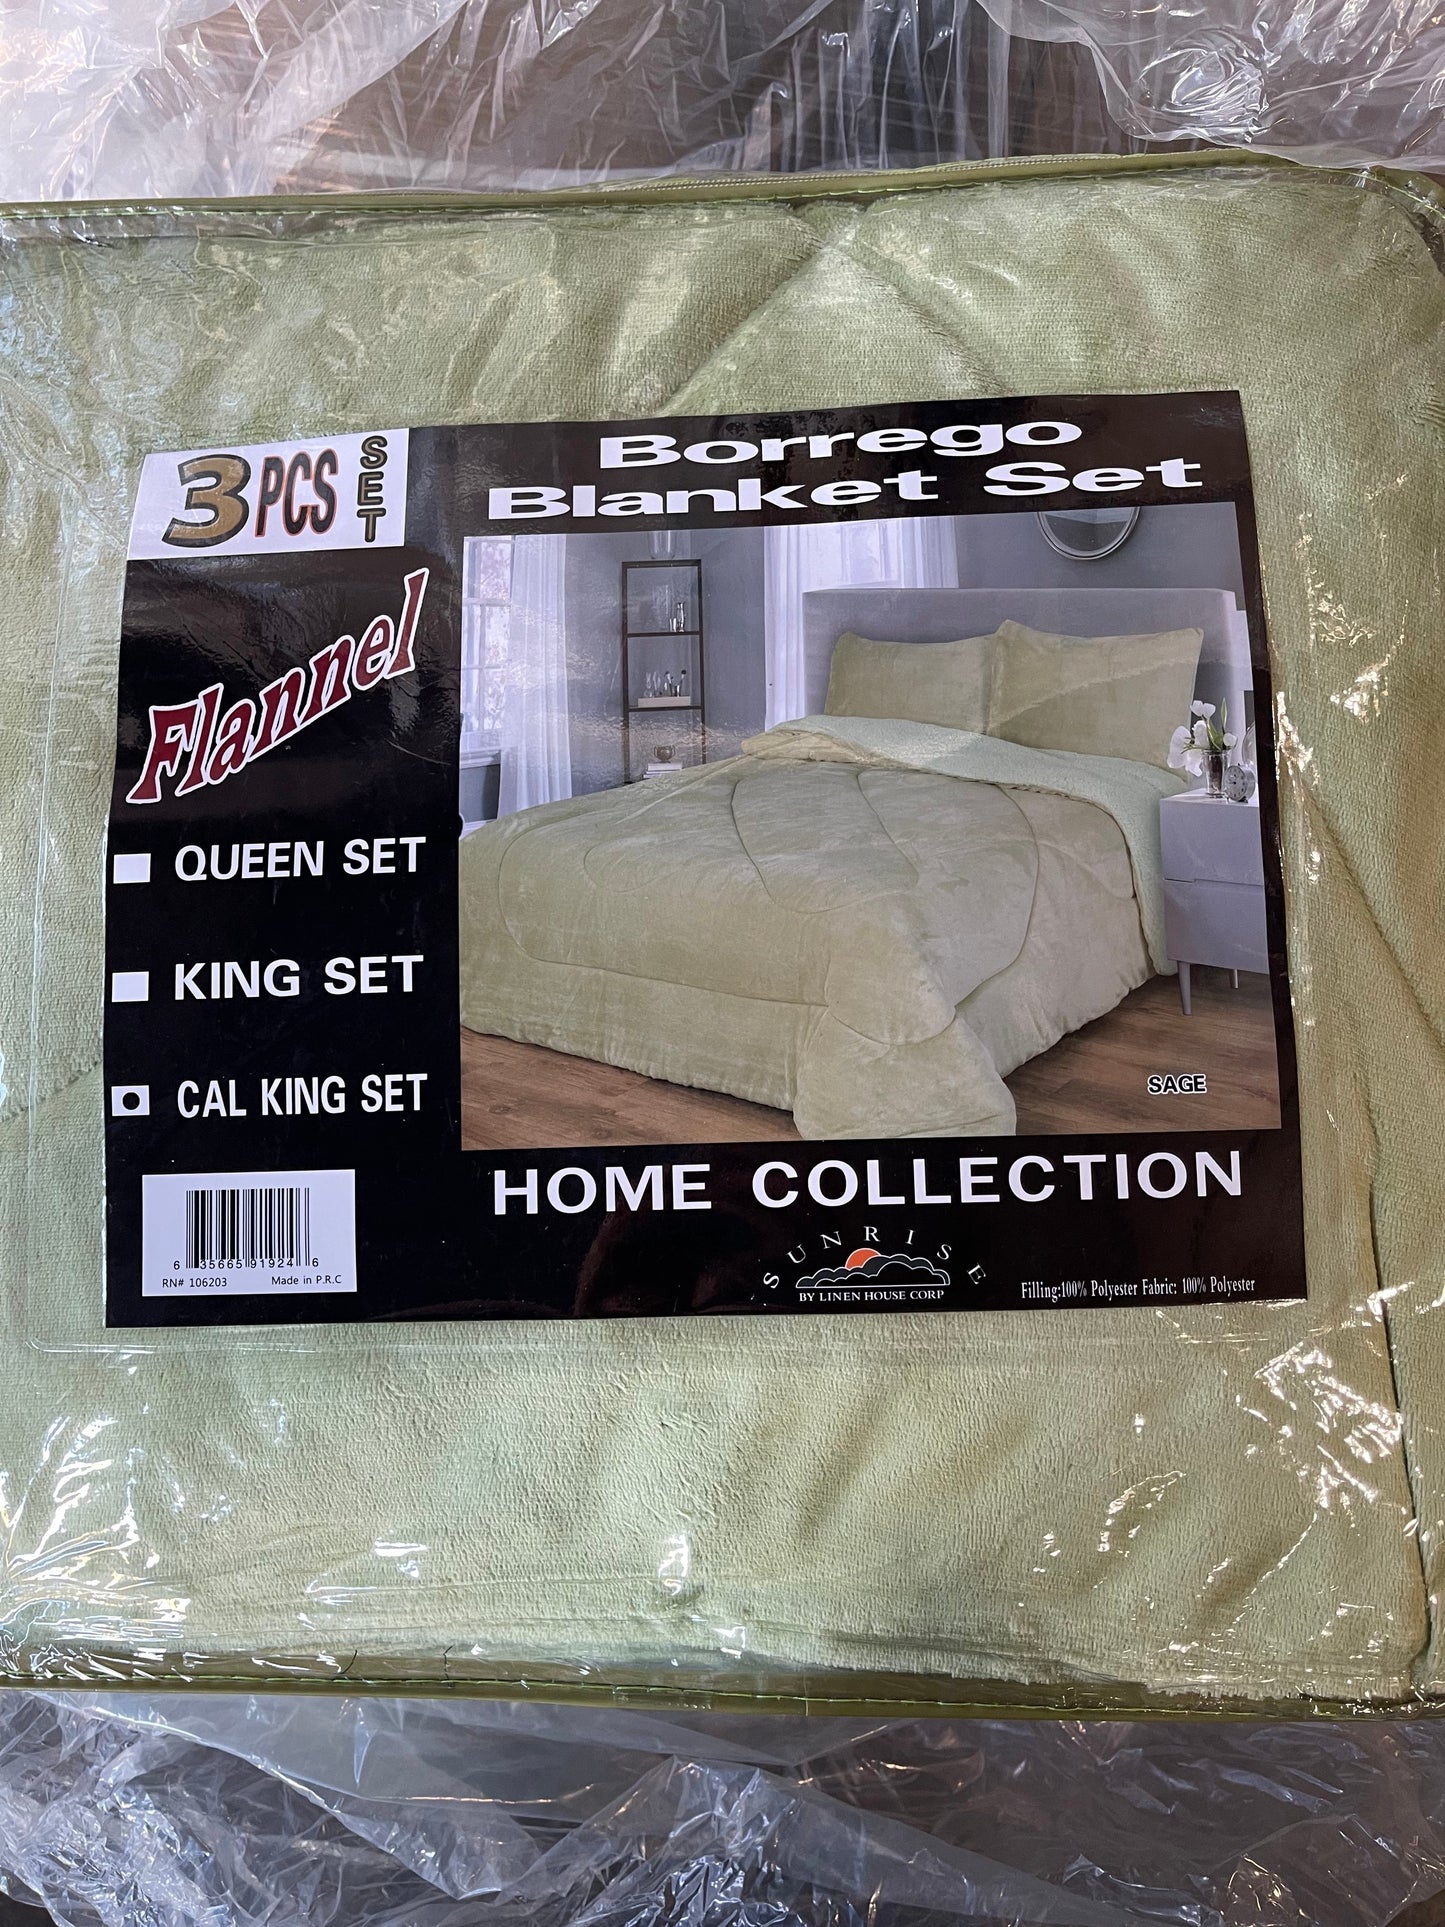 3 PCS SET
Borrego
Blanket Set
Flannel
QUEEN SET
KING SET
CAL KING SET
SAGE
HOME COLLECTION
SUNRISE
BY LINEN HOUSE CORP
Filling:100% Polyester Fabric: 100% Polyester
6 35665 91924 6
RN# 106203 Made in P.R.C